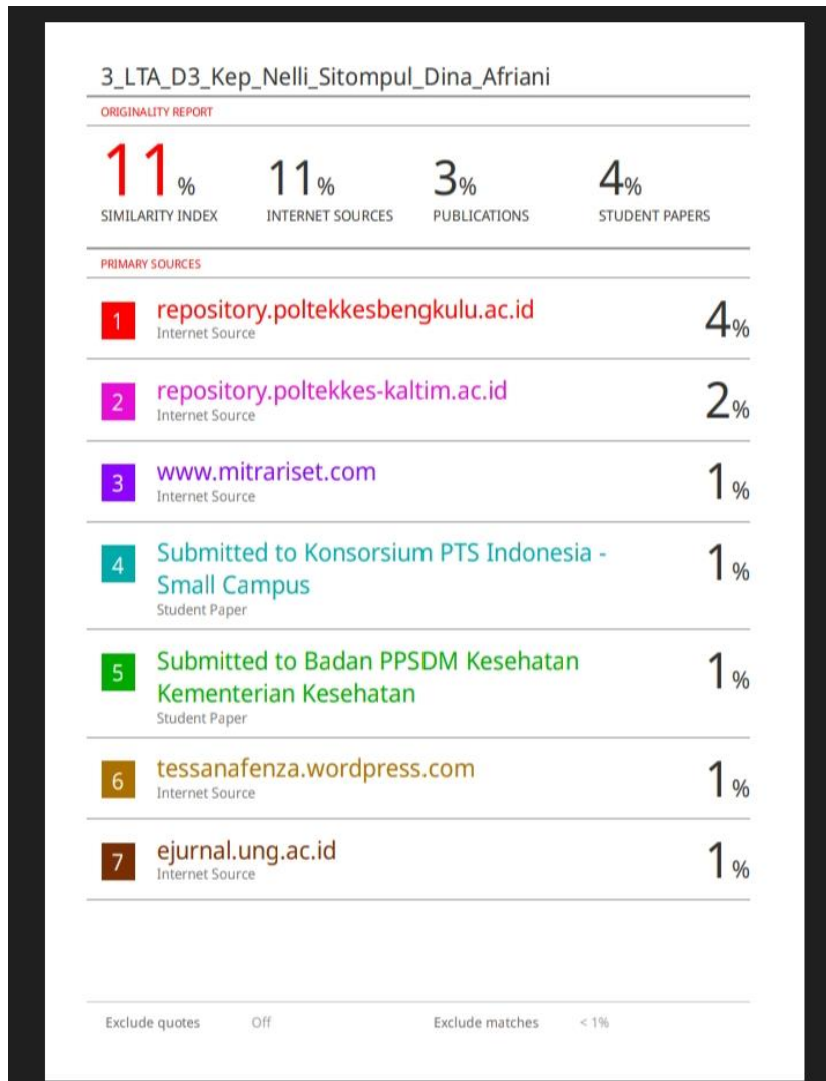 3_LTA_D3_Kep_Nelli_Sitompul_Dina_Afriani
ORIGINALITY REPORT
11% 11% 3% 4%
SIMILARITY INDEX INTERNET SOURCES PUBLICATIONS STUDENT PAPERS
PRIMARY SOURCES
1 repository.poltekkesbengkulu.ac.id 4%
Internet Source
2 repository.poltekkes-kaltim.ac.id 2%
Internet Source
3 www.mitrariset.com 1%
Internet Source
4 Submitted to Konsorsium PTS Indonesia - 1%
Small Campus
Student Paper
5 Submitted to Badan PPSDM Kesehatan 1%
Kementerian Kesehatan
Student Paper
6 tessanafenza.wordpress.com 1%
Internet Source
7 ejurnal.ung.ac.id 1%
Internet Source
Exclude quotes Off Exclude matches < 1%